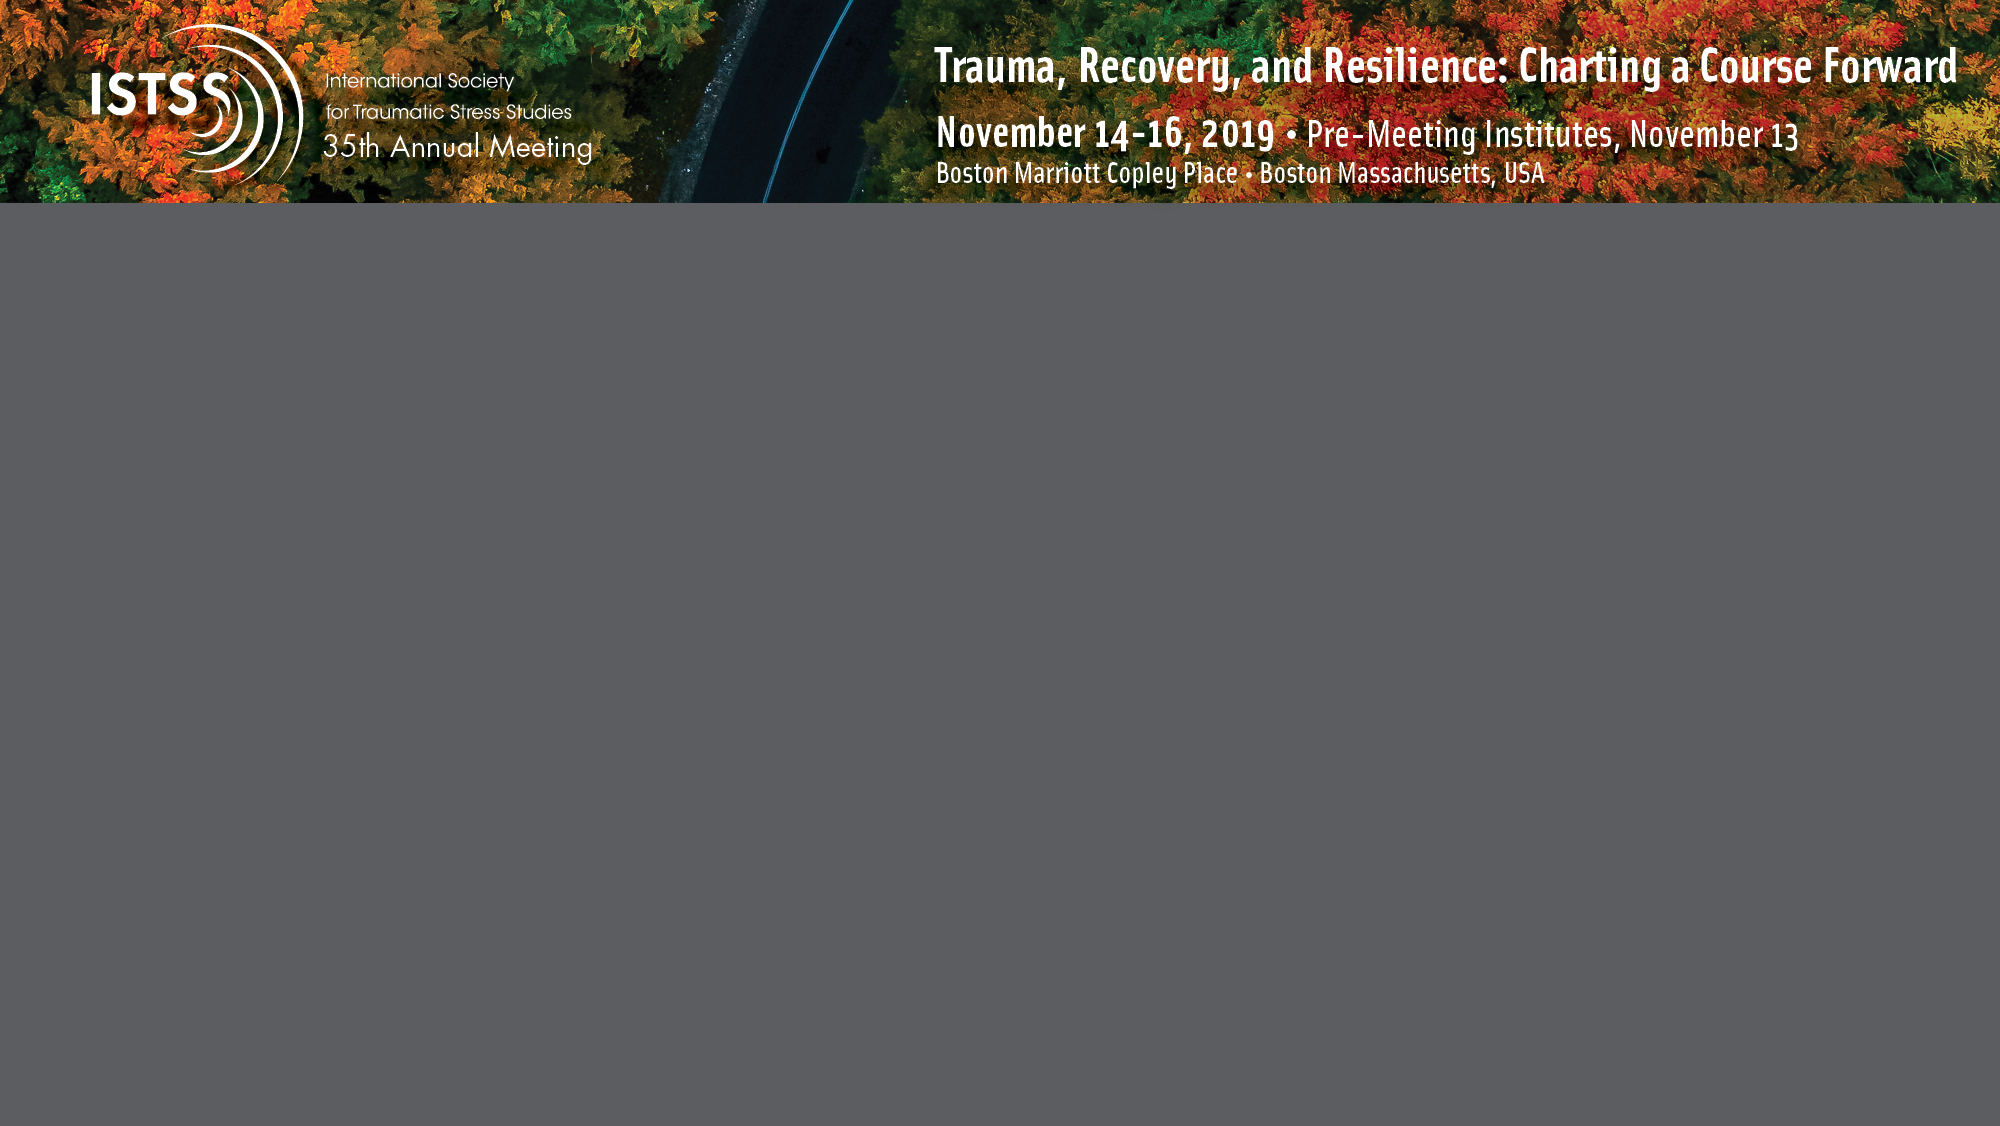 ISTSS
International Society
for Traumatic Stress Studies
35th Annual Meeting
Trauma, Recovery, and Resilience: Charting a Course Forward
November 14-16, 2019 • Pre-Meeting Institutes, November 13
Boston Marriott Copley Place • Boston Massachusetts, USA